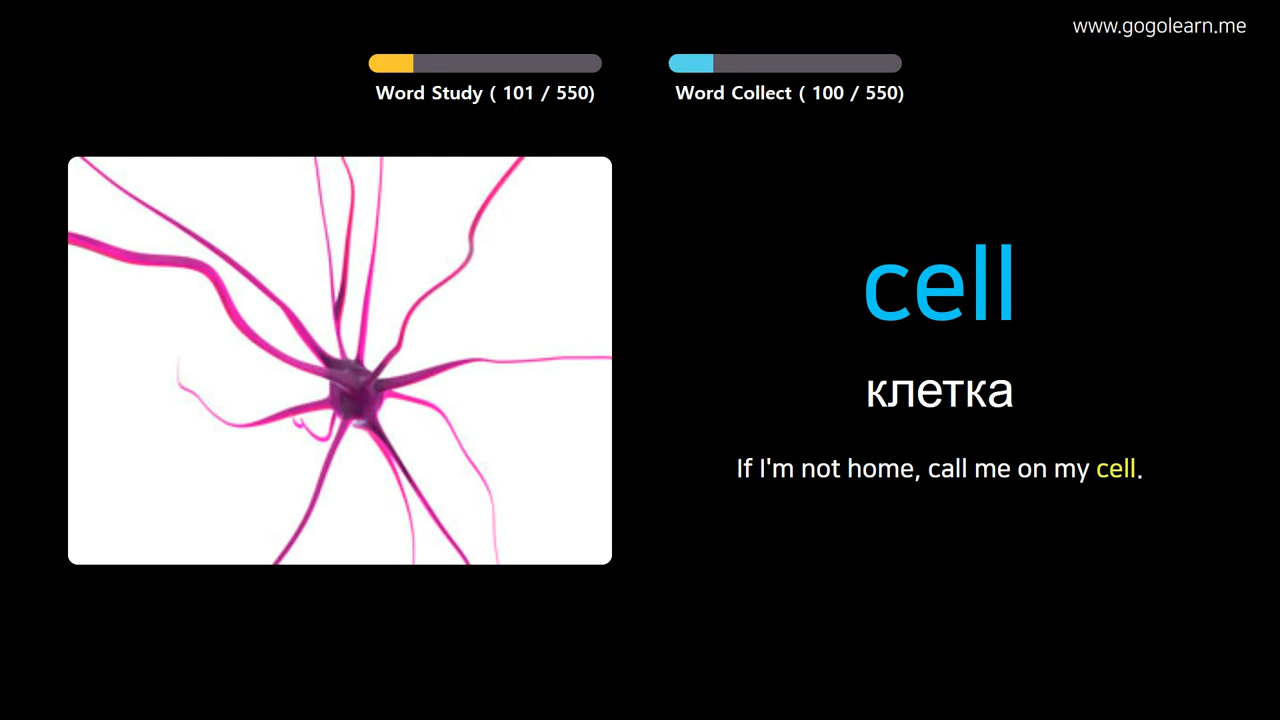 www.gogolearn.me
Word Study ( 101 / 550)
Word Collect ( 100 / 550)
cell
клетка
If I'm not home, call me on my cell.